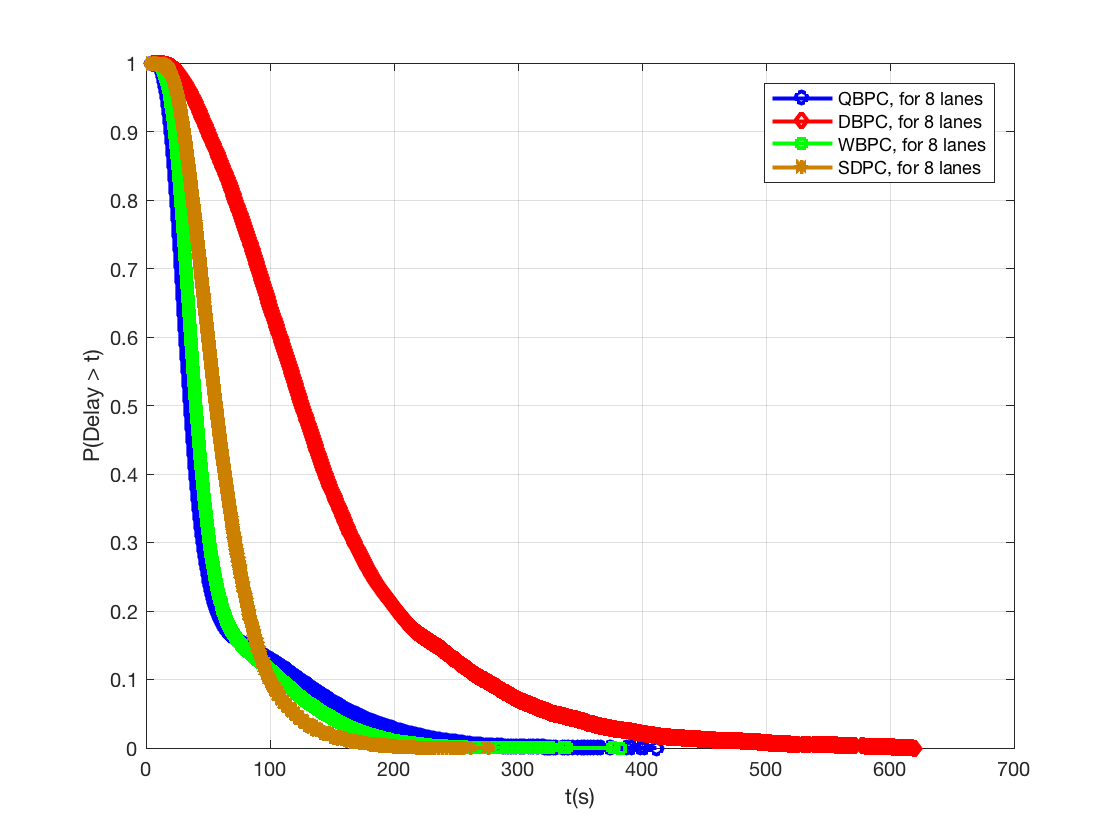 1
0.9
0.8
0.7
0.6
0.5
0.4
0.3
0.2
0.1
0
P(Delay > t)
QBPC, for 8 lanes
DBPC, for 8 lanes
WBPC, for 8 lanes
SDPC, for 8 lanes
0 100 200 300 400 500 600 700
t(s)